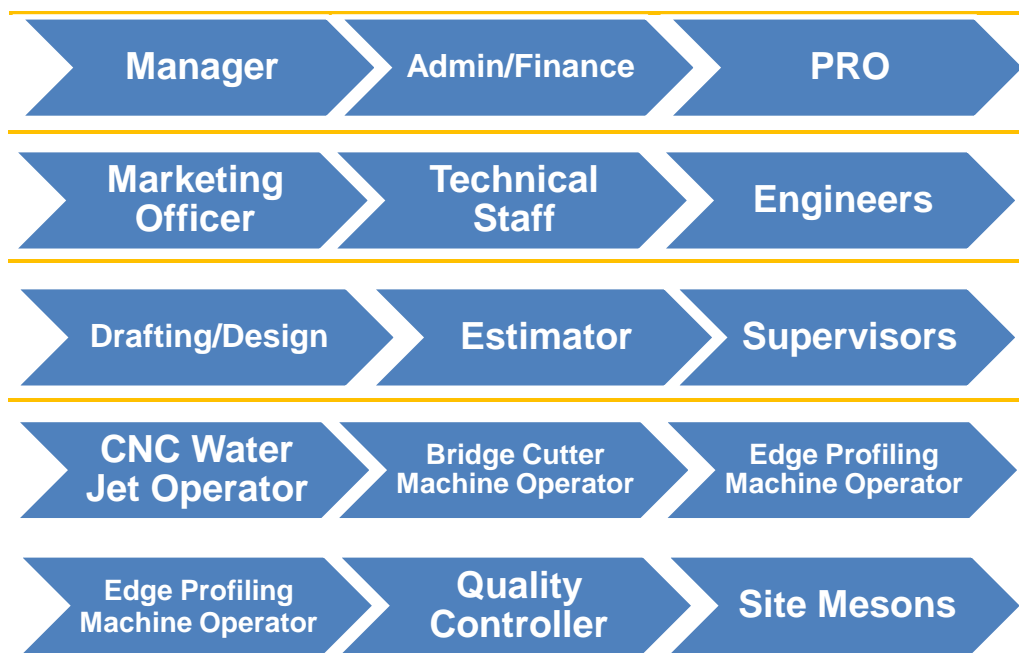 Manager
Admin/Finance
PRO
Marketing
Officer
Technical
Staff
Engineers
Drafting/Design
Estimator
Supervisors
CNC Water
Jet Operator
Bridge Cutter
Machine Operator
Edge Profiling
Machine Operator
Edge Profiling
Machine Operator
Quality
Controller
Site Mesons